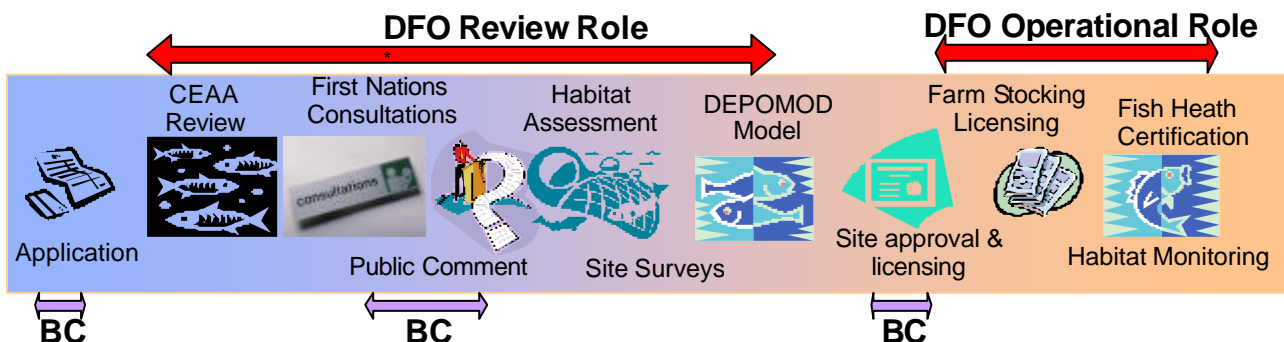 DFO Review Role
DFO Operational Role
*
CEAA
Review
First Nations
Consultations
Habitat
Assessment
DEPOMOD
Model
Farm Stocking
Licensing
Fish Heath
Certification
consultations
Application
Public Comment
Site Surveys
Site approval &
licensing
Habitat Monitoring
BC
BC
BC